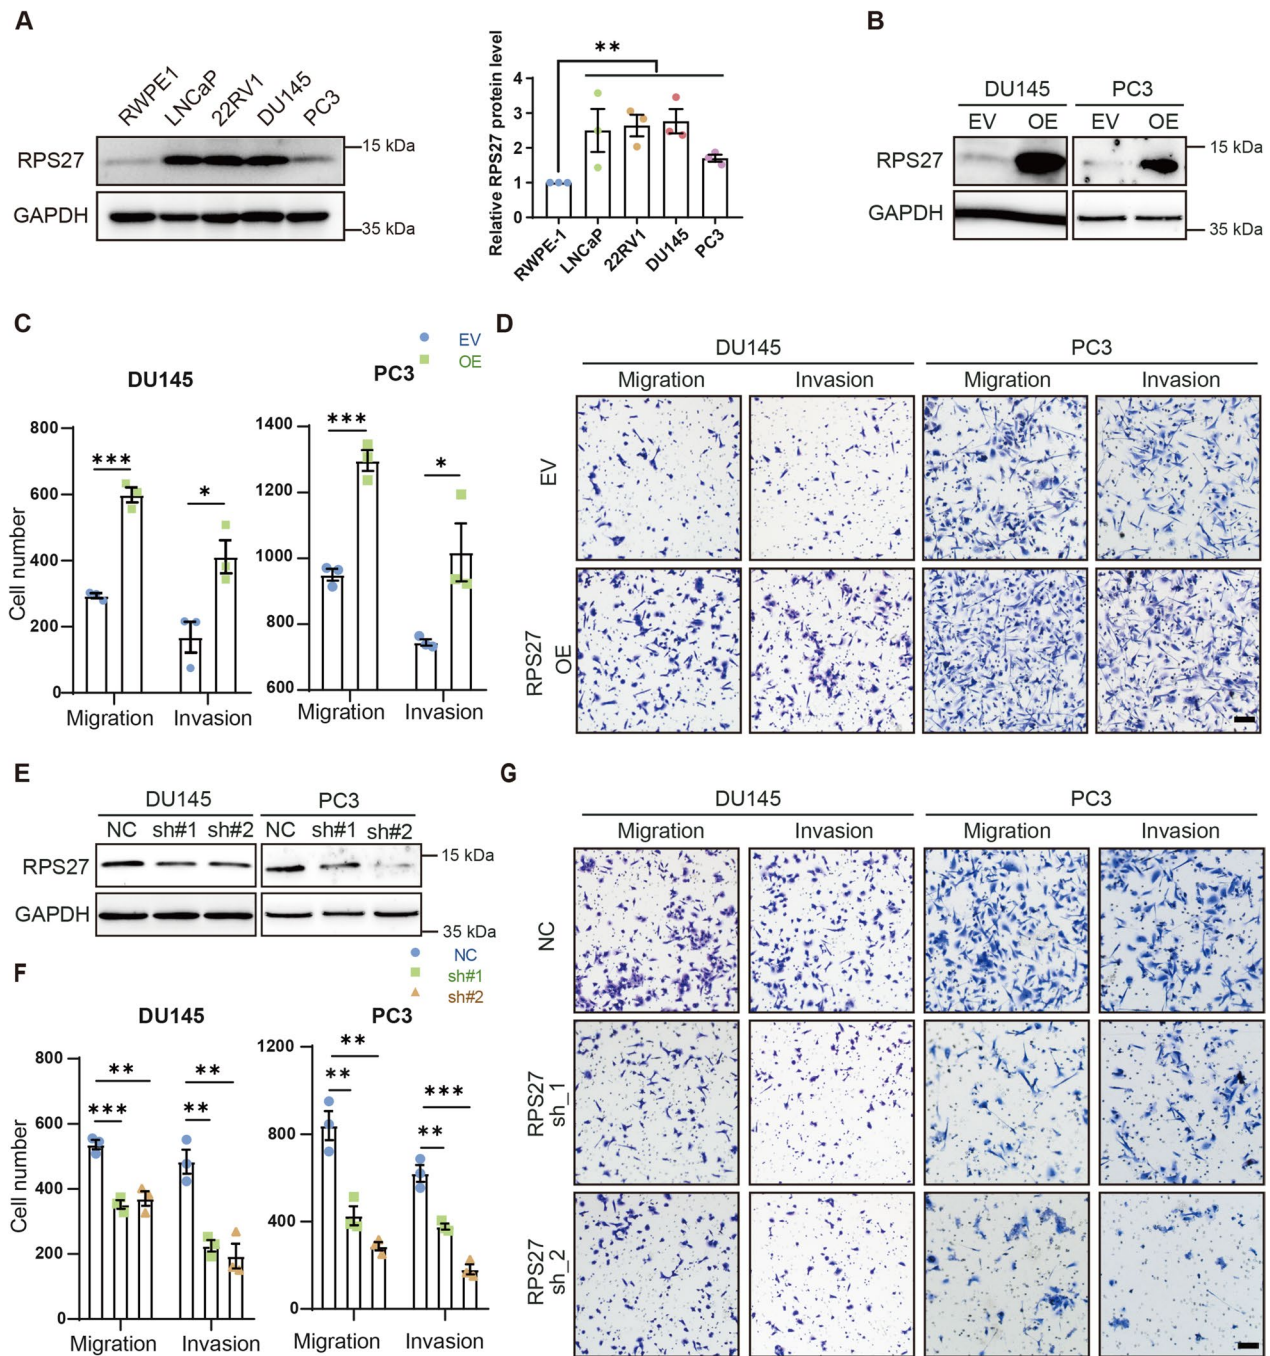 A
RWPE1 LNCaP 22RV1 DU145 PC3
RPS27
15 kDa
GAPDH
35 kDa
Relative RPS27 protein level
**
4
3
2
1
0
RWPE-1 LNCaP 22RV1 DU145 PC3
B
DU145 PC3
EV OE EV OE
RPS27
15 kDa
GAPDH
35 kDa
C
EV
OE
DU145
Cell number
800
600
400
200
0
***
*
Migration Invasion
PC3
1400
1200
1000
800
600
***
*
Migration Invasion
D
DU145 PC3
Migration Invasion Migration Invasion
EV
RPS27
OE
E
DU145 PC3
NC sh#1 sh#2 NC sh#1 sh#2
RPS27
15 kDa
GAPDH
35 kDa
F
NC
sh#1
sh#2
DU145
Cell number
800
600
400
200
0
**
***
**
**
Migration Invasion
PC3
1200
800
400
0
**
**
***
**
Migration Invasion
G
DU145 PC3
Migration Invasion Migration Invasion
NC
RPS27
sh_1
RPS27
sh_2